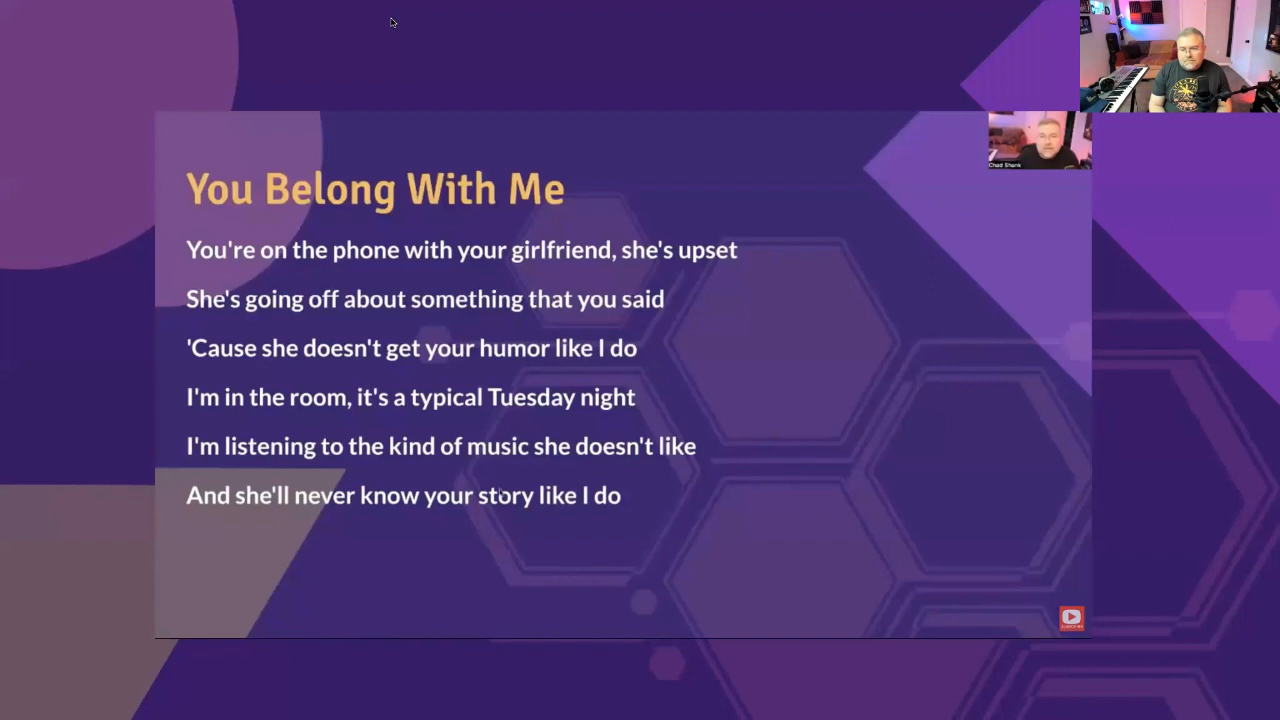 You Belong With Me
You're on the phone with your girlfriend, she's upset
She's going off about something that you said
'Cause she doesn't get your humor like I do
I'm in the room, it's a typical Tuesday night
I'm listening to the kind of music she doesn't like
And she'll never know your story like I do
Chad Shank
SUBSCRIBE